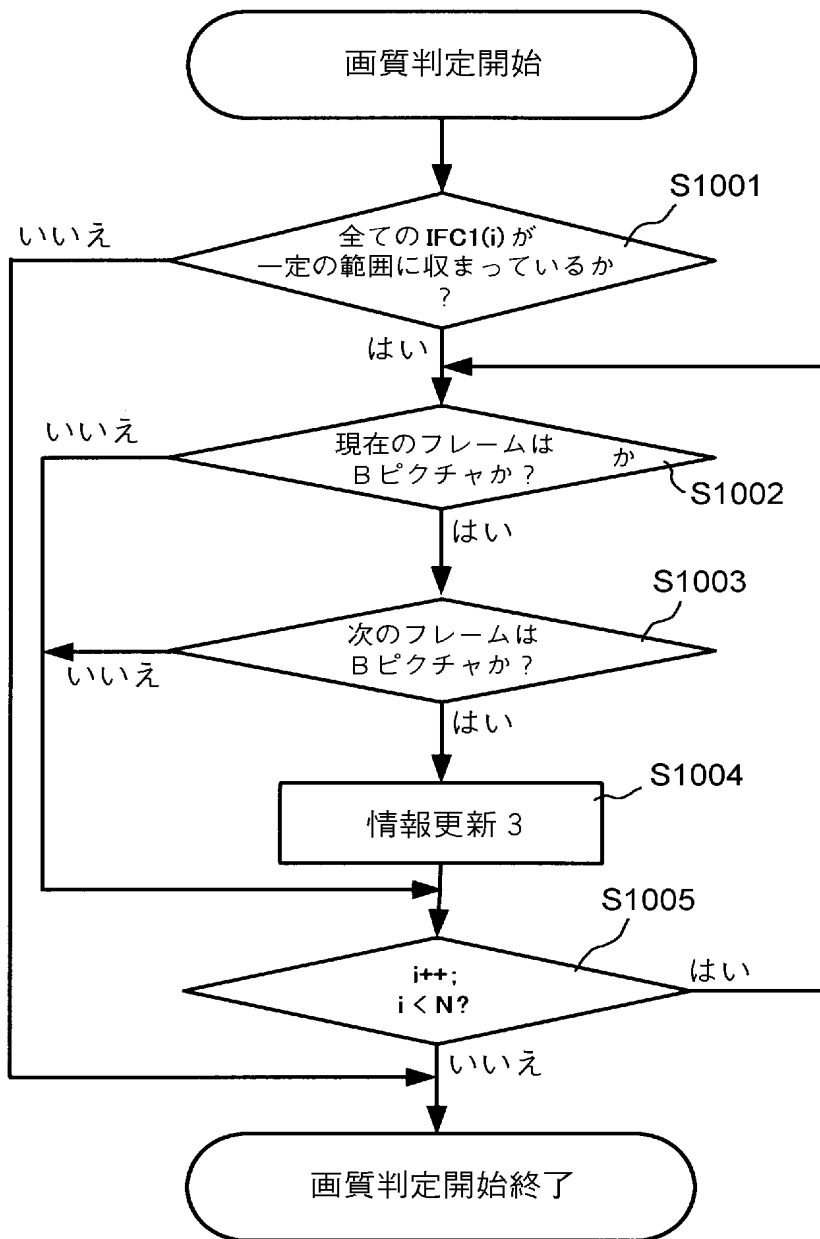 画質判定開始
S1001
いいえ
全ての IFC1(i) が
一定の範囲に収まっているか
?
はい
いいえ
現在のフレームは
Bピクチャか?
か
S1002
はい
S1003
次のフレームは
Bピクチャか?
いいえ
はい
S1004
情報更新3
S1005
i++;
i < N?
はい
いいえ
画質判定開始終了